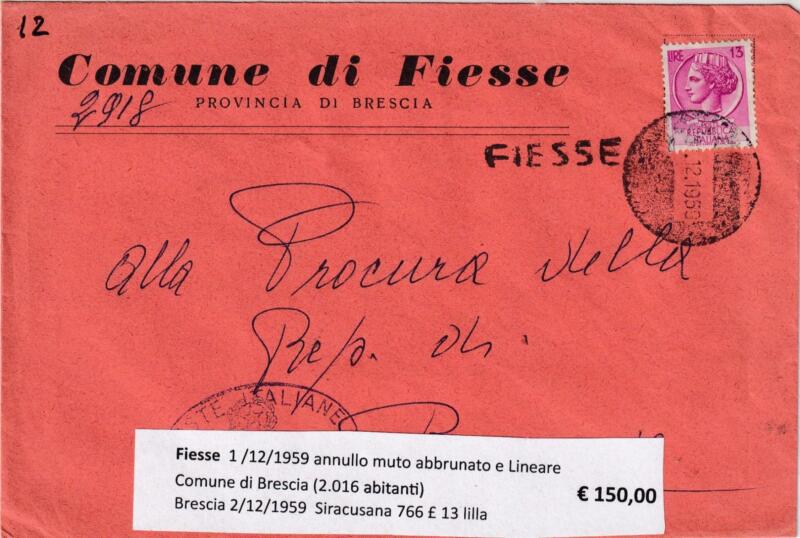 12
Comune di Fiesse
2918
PROVINCIA DI BRESCIA
LIRE 13
REPUBBLICA
ITALIANA
FIESSE
.12.1959
alla Procura della
Rep. di
POSTE ITALIANE
Fiesse 1 /12/1959 annullo muto abbrunato e Lineare
Comune di Brescia (2.016 abitanti)
€ 150,00
Brescia 2/12/1959 Siracusana 766 £ 13 lilla